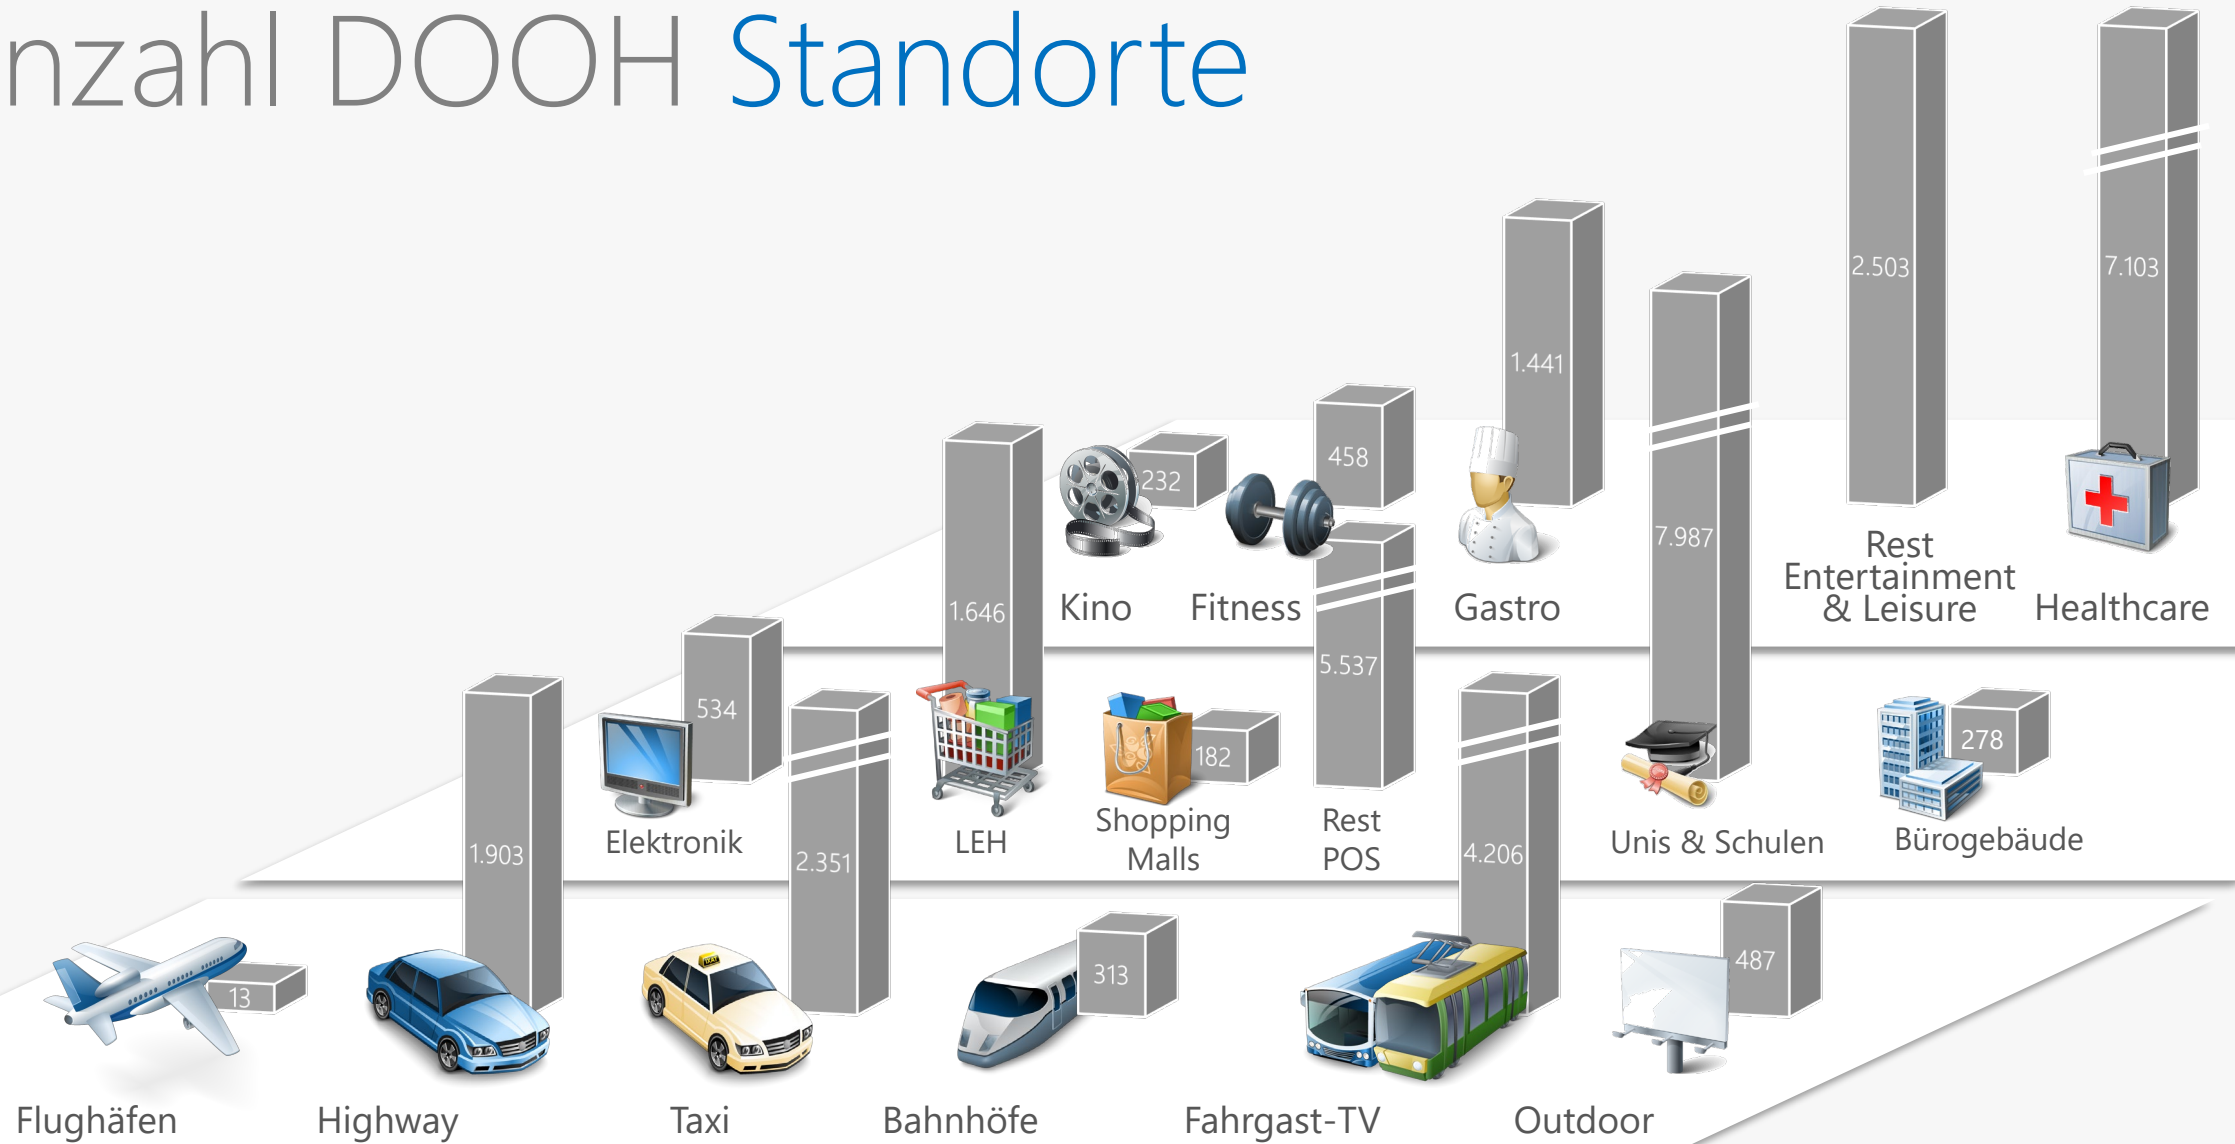 nzahl DOOH Standorte
2.503
7.103
1.441
458
232
7.987
Rest
Entertainment
& Leisure
Kino
Fitness
Gastro
Healthcare
1.646
5.537
534
182
278
Elektronik
LEH
Shopping
Malls
Rest
POS
Unis & Schulen
Bürogebäude
1.903
2.351
4.206
487
313
13
TAXI
Flughäfen
Highway
Taxi
Bahnhöfe
Fahrgast-TV
Outdoor